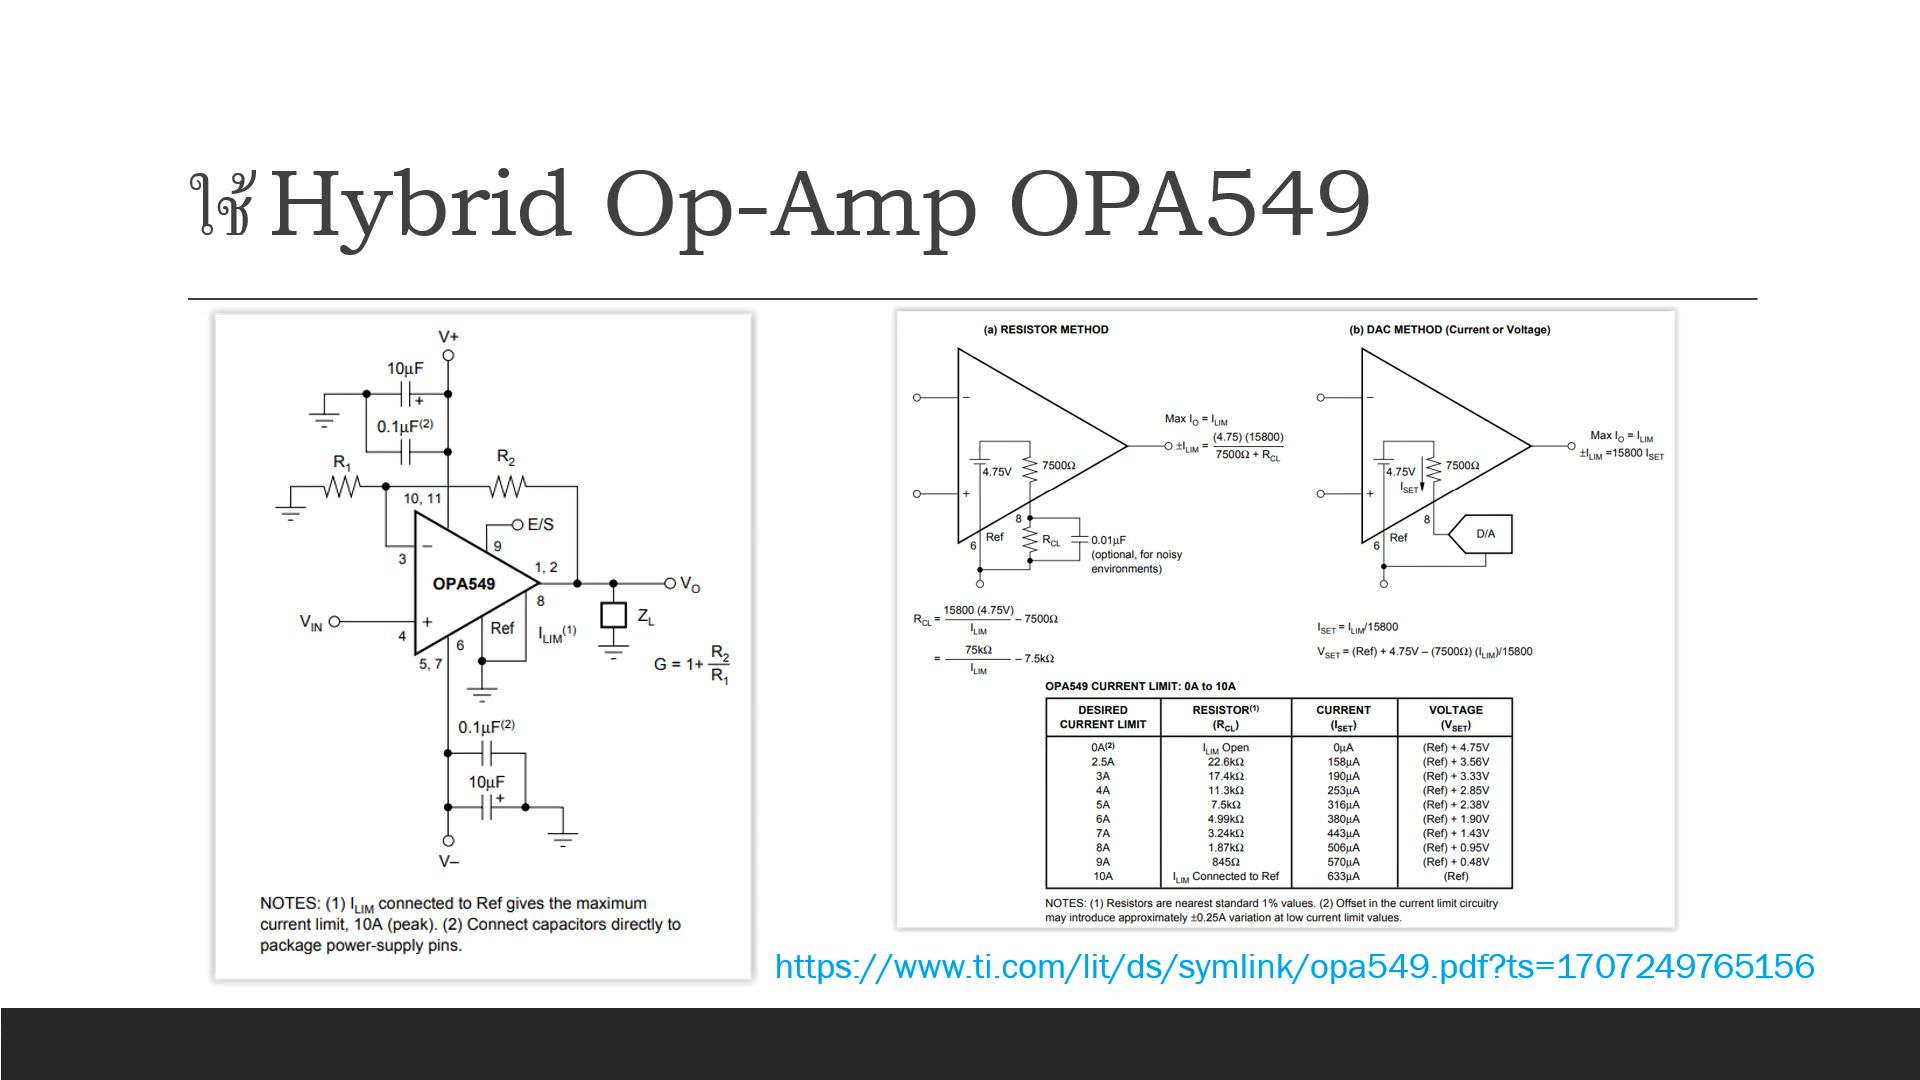 ใช้ Hybrid Op-Amp OPA549
V+
10µF
+
0.1µF(2)
R1
R2
10, 11
E/S
9
3
−
1, 2
OPA549
VO
8
VIN
+
4
Ref
ILIM(1)
ZL
6
5, 7
G = 1+ R2
R1
0.1µF(2)
10µF
+
V–
NOTES: (1) ILIM connected to Ref gives the maximum
current limit, 10A (peak). (2) Connect capacitors directly to
package power-supply pins.
(a) RESISTOR METHOD
−
Max IO = ILIM
±ILIM = (4.75) (15800)
7500Ω + RCL
4.75V
7500Ω
+
8
Ref
6
RCL
0.01µF
(optional, for noisy
environments)
RCL = 15800 (4.75V) – 7500Ω
ILIM
= 75kΩ – 7.5kΩ
ILIM
(b) DAC METHOD (Current or Voltage)
−
Max IO = ILIM
±ILIM =15800 ISET
4.75V
7500Ω
ISET
+
8
Ref
6
D/A
ISET = ILIM/15800
VSET = (Ref) + 4.75V – (7500Ω) (ILIM)/15800
OPA549 CURRENT LIMIT: 0A to 10A
DESIRED RESISTOR(1) CURRENT VOLTAGE
CURRENT LIMIT (RCL) (ISET) (VSET)
0A(2) ILIM Open 0µA (Ref) + 4.75V
2.5A 22.6kΩ 158µA (Ref) + 3.56V
3A 17.4kΩ 190µA (Ref) + 3.33V
4A 11.3kΩ 253µA (Ref) + 2.85V
5A 7.5kΩ 316µA (Ref) + 2.38V
6A 4.99kΩ 380µA (Ref) + 1.90V
7A 3.24kΩ 443µA (Ref) + 1.43V
8A 1.87kΩ 506µA (Ref) + 0.95V
9A 845Ω 570µA (Ref) + 0.48V
10A ILIM Connected to Ref 633µA (Ref)
NOTES: (1) Resistors are nearest standard 1% values. (2) Offset in the current limit circuitry
may introduce approximately ±0.25A variation at low current limit values.
https://www.ti.com/lit/ds/symlink/opa549.pdf?ts=1707249765156